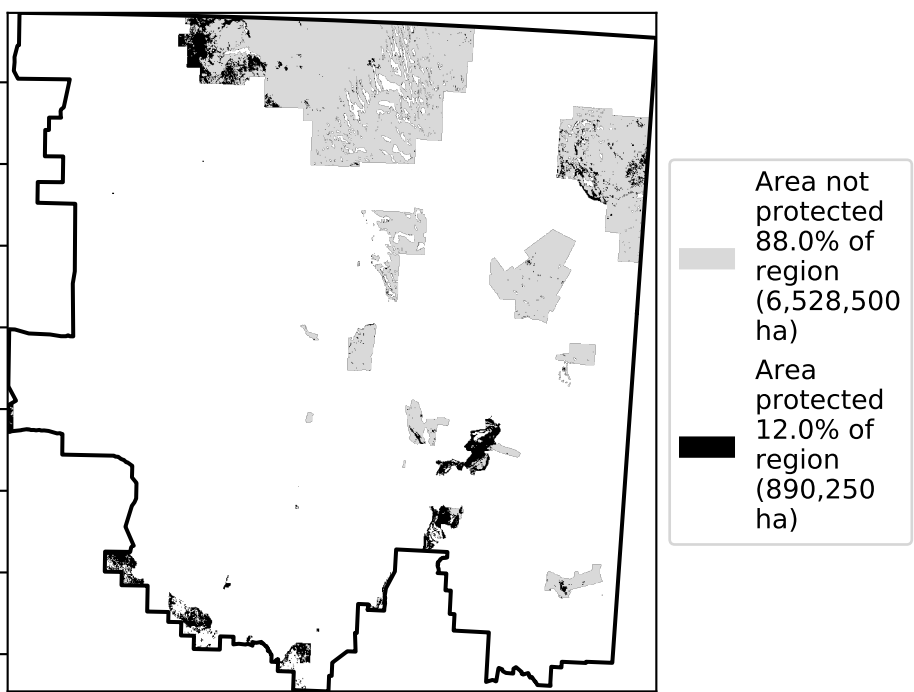 Area not
protected
88.0% of
region
(6,528,500
ha)
Area
protected
12.0% of
region
(890,250
ha)